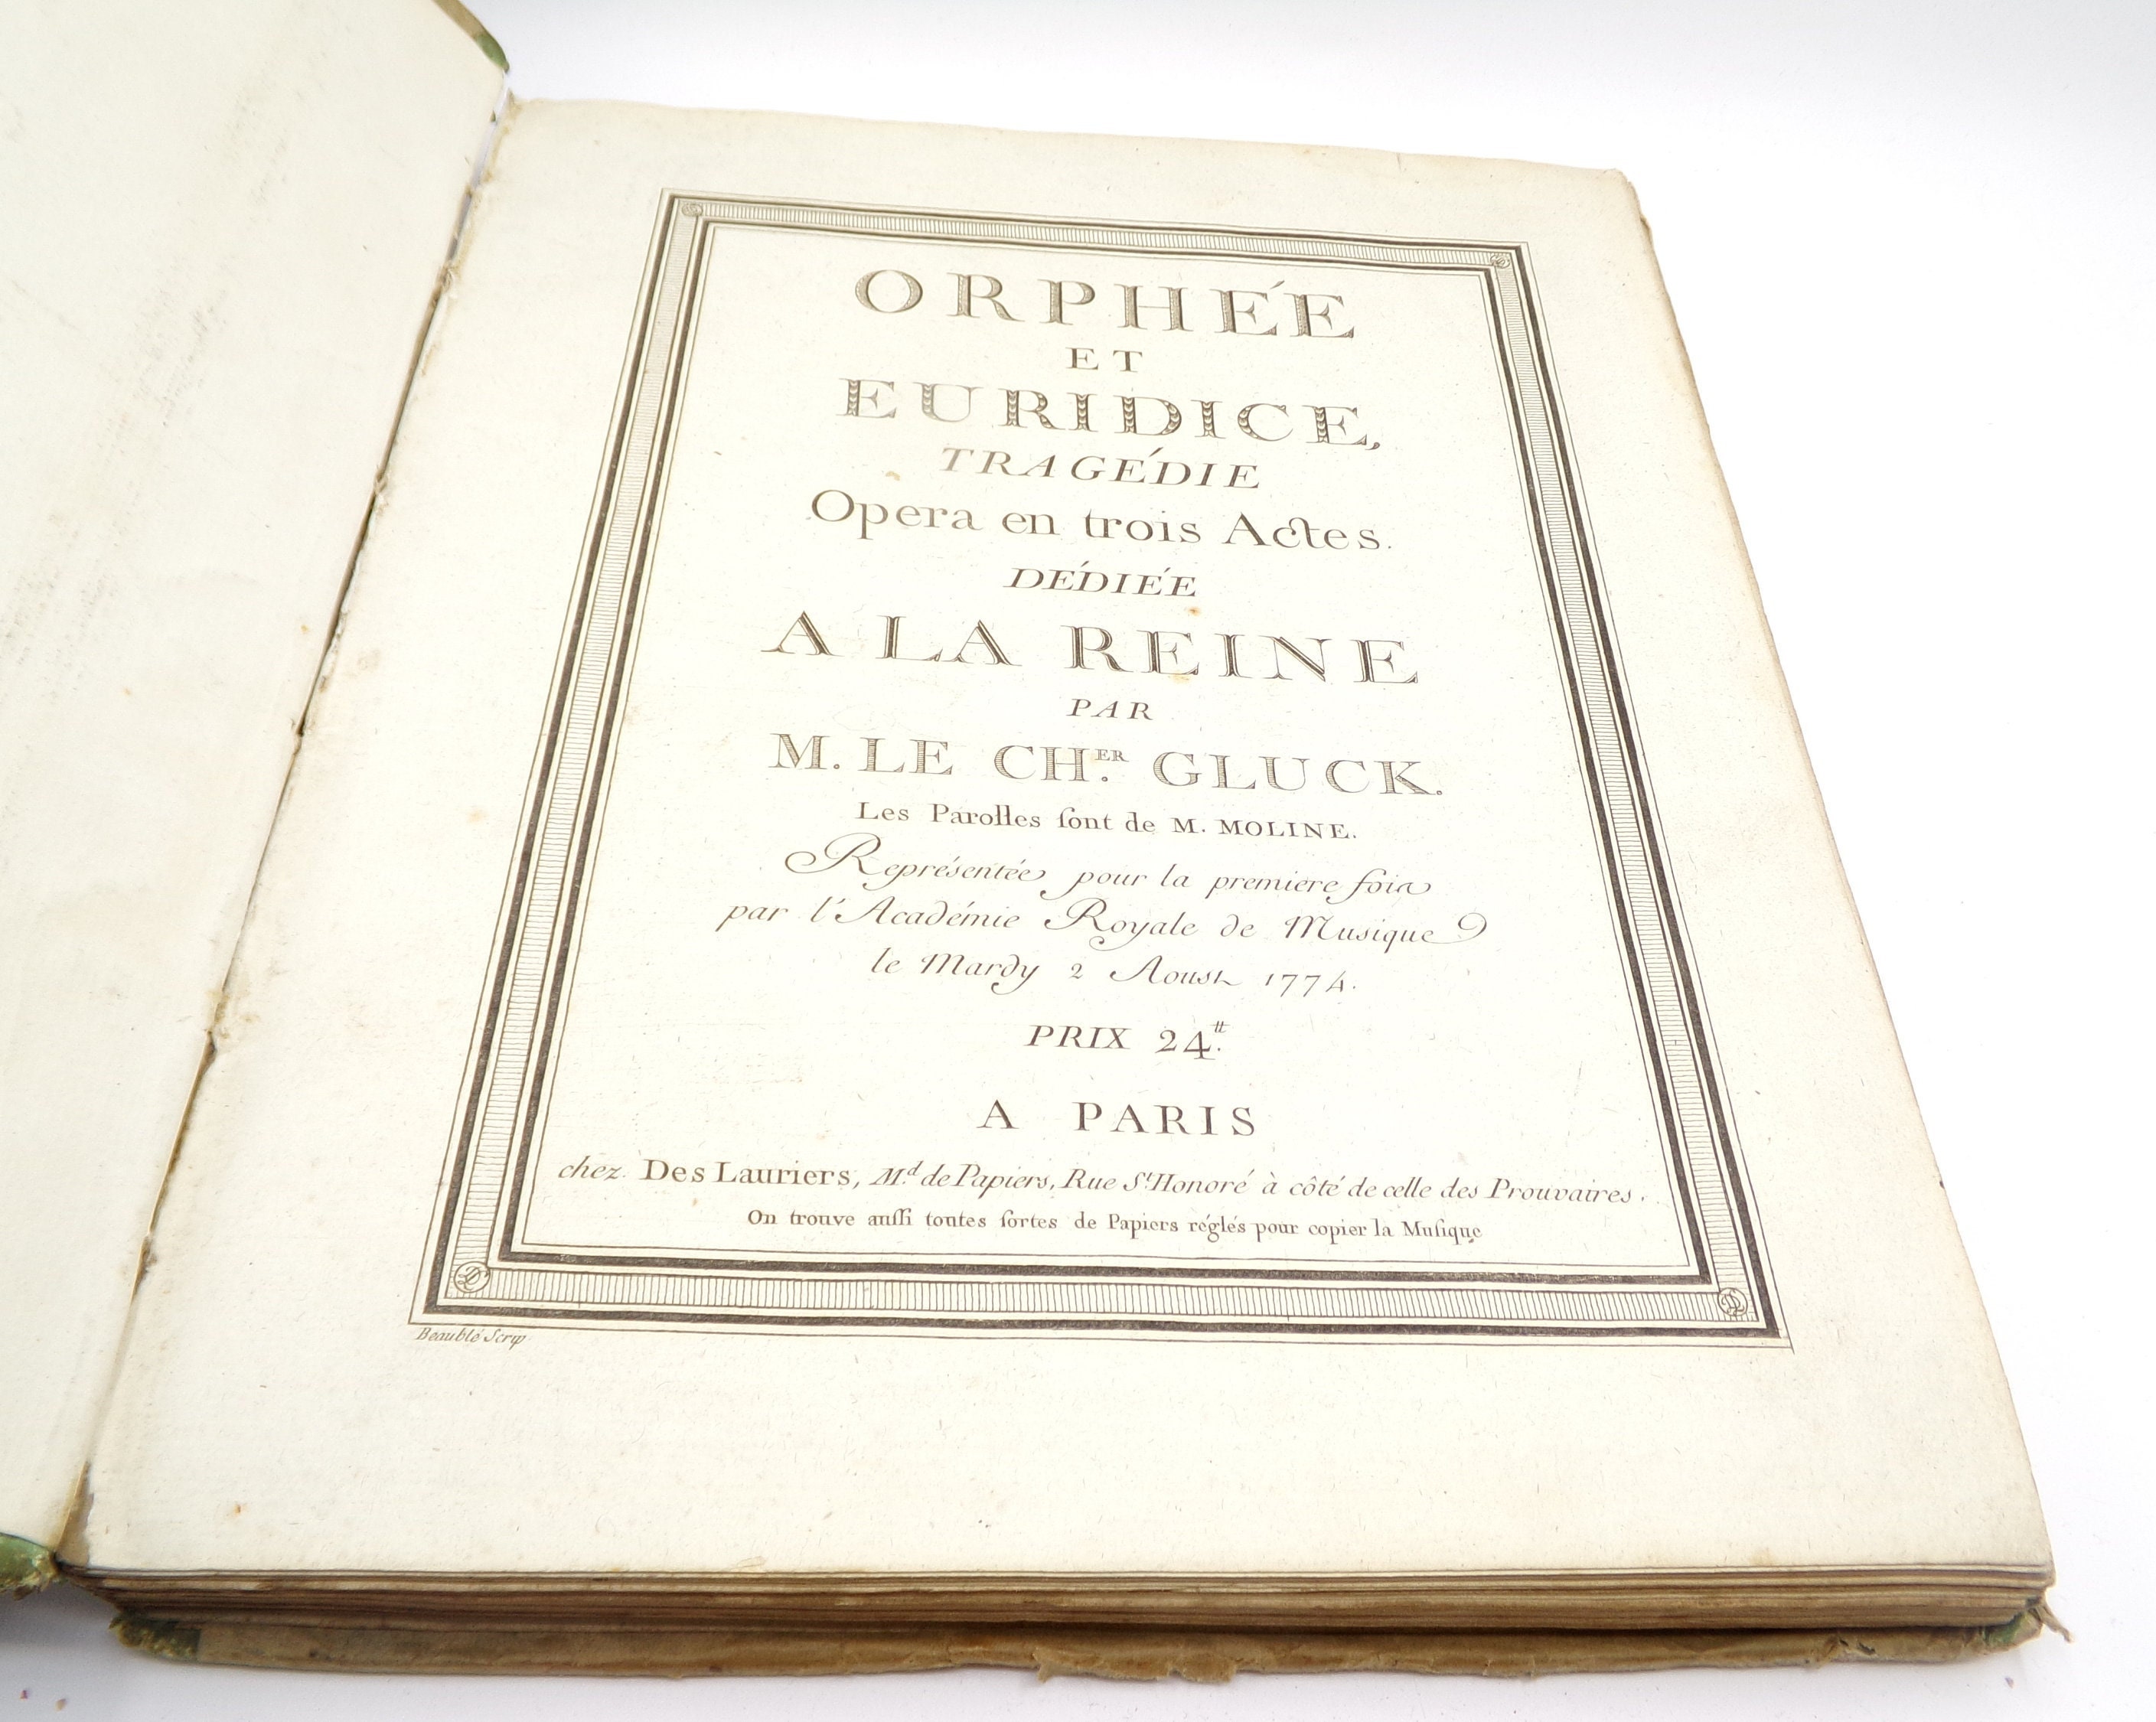 ORPHÉE
ET
EURIDICE,
TRAGÉDIE
Opera en trois Actes.
DÉDIÉE
A LA REINE
PAR
M. LE CH.ER GLUCK.
Les Parolles sont de M. MOLINE.
Représentée pour la premiere fois
par l'Académie Royale de Musique
le Mardy 2 Aoust 1774.
PRIX 24.tt
A PARIS
chez Des Lauriers, M.d de Papiers, Rue S.t Honoré à côté de celle des Prouvaires.
On trouve aussi toutes sortes de Papiers réglés pour copier la Musique
Beaublé Scrip